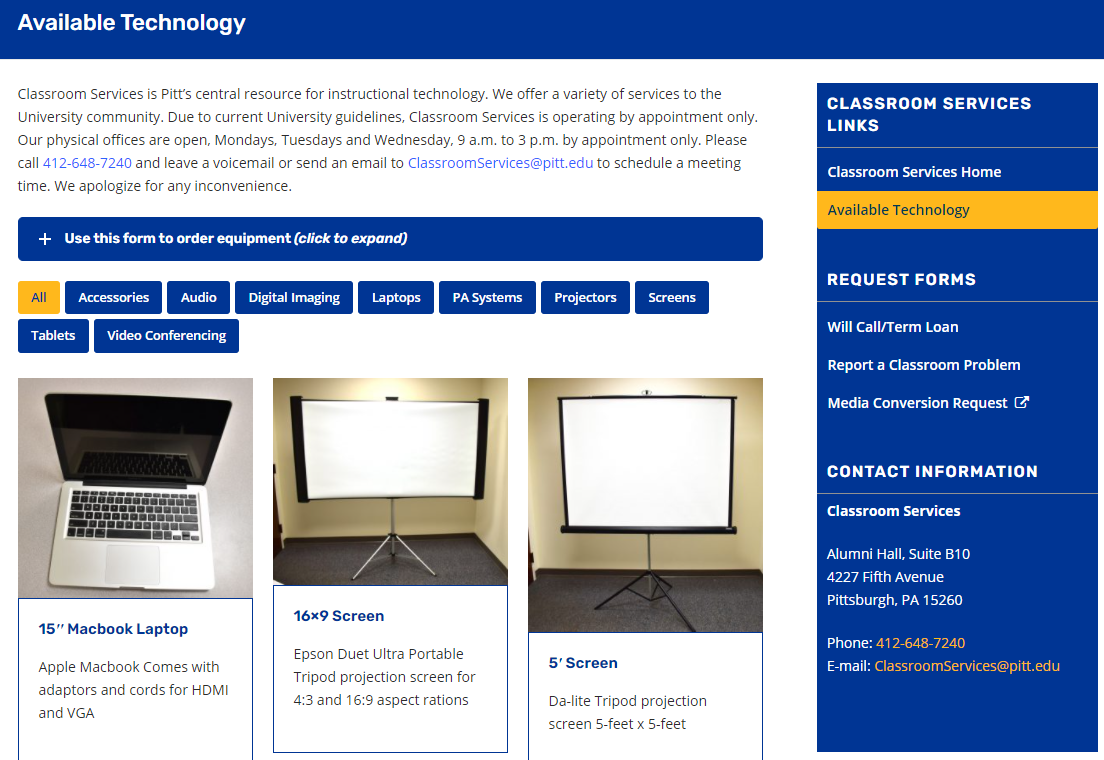 Available Technology
Classroom Services is Pitt’s central resource for instructional technology. We offer a variety of services to the
University community. Due to current University guidelines, Classroom Services is operating by appointment only.
Our physical offices are open, Mondays, Tuesdays and Wednesday, 9 a.m. to 3 p.m. by appointment only. Please
call 412-648-7240 and leave a voicemail or send an email to ClassroomServices@pitt.edu to schedule a meeting
time. We apologize for any inconvenience.
Use this form to order equipment (click to expand)
All
Accessories
Audio
Digital Imaging
Laptops
PA Systems
Projectors
Screens
Tablets
Video Conferencing
15′′ Macbook Laptop
Apple Macbook Comes with
adaptors and cords for HDMI
and VGA
16×9 Screen
Epson Duet Ultra Portable
Tripod projection screen for
4:3 and 16:9 aspect rations
5′ Screen
Da-lite Tripod projection
screen 5-feet x 5-feet
CLASSROOM SERVICES
LINKS
Classroom Services Home
Available Technology
REQUEST FORMS
Will Call/Term Loan
Report a Classroom Problem
Media Conversion Request
CONTACT INFORMATION
Classroom Services
Alumni Hall, Suite B10
4227 Fifth Avenue
Pittsburgh, PA 15260
Phone: 412-648-7240
E-mail: ClassroomServices@pitt.edu